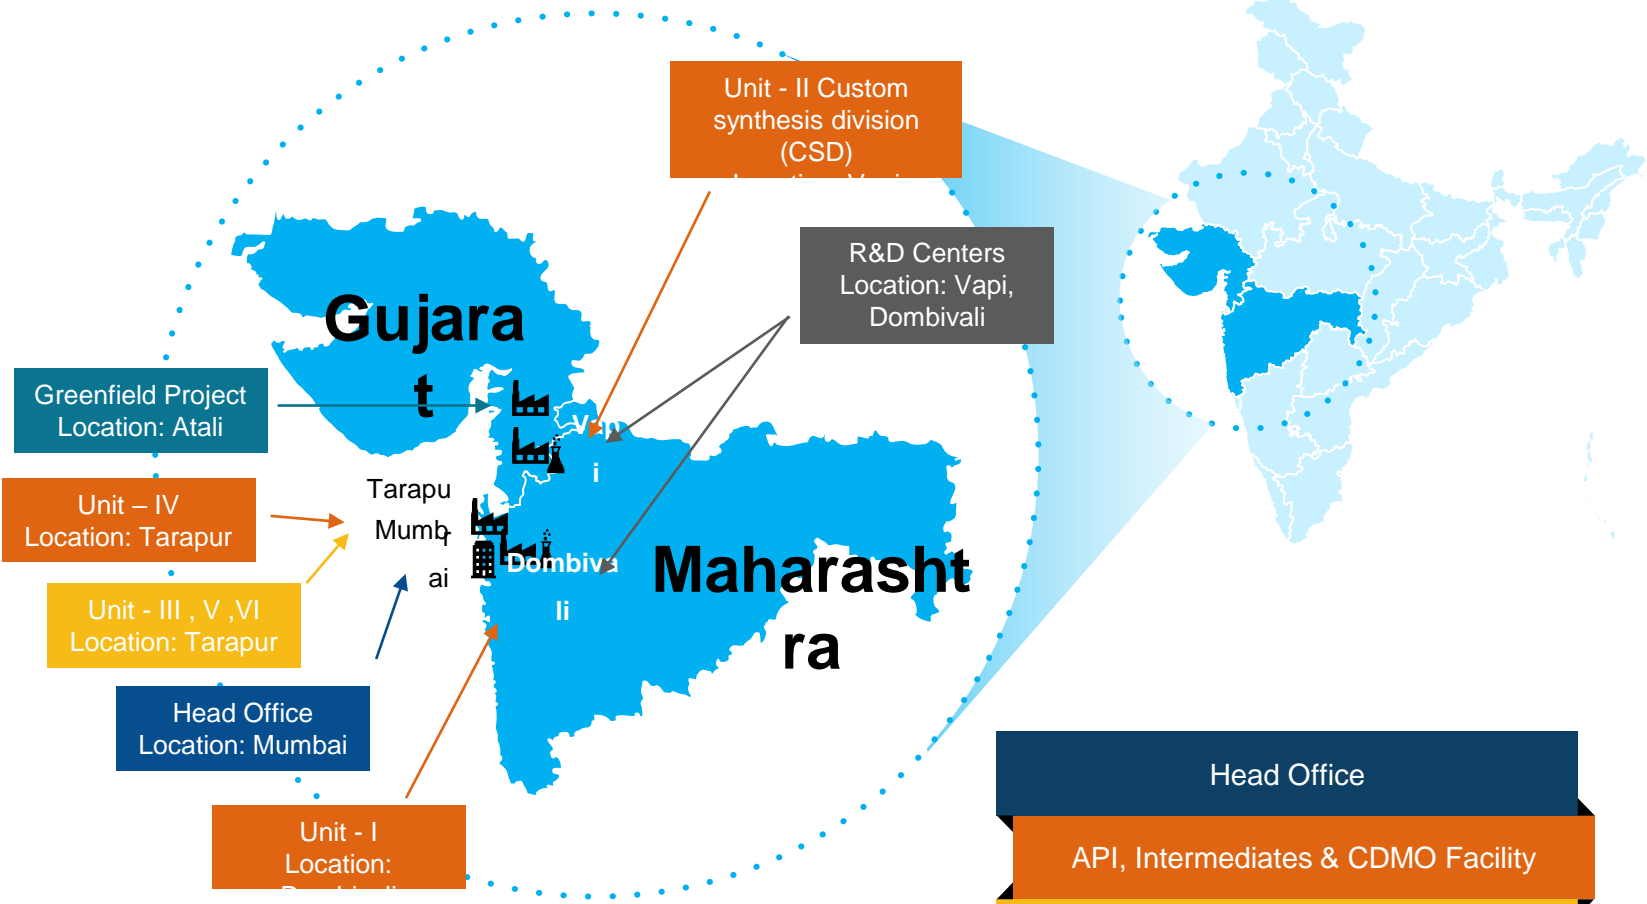 Unit - II Custom
synthesis division
(CSD)
R&D Centers
Location: Vapi,
Dombivali
Gujara
t
Greenfield Project
Location: Atali
Vap
i
Tarapu
r
Unit – IV
Location: Tarapur
Mumb
ai
Dombiva
li
Maharasht
ra
Unit - III , V ,VI
Location: Tarapur
Head Office
Location: Mumbai
Unit - I
Location:
Head Office
API, Intermediates & CDMO Facility